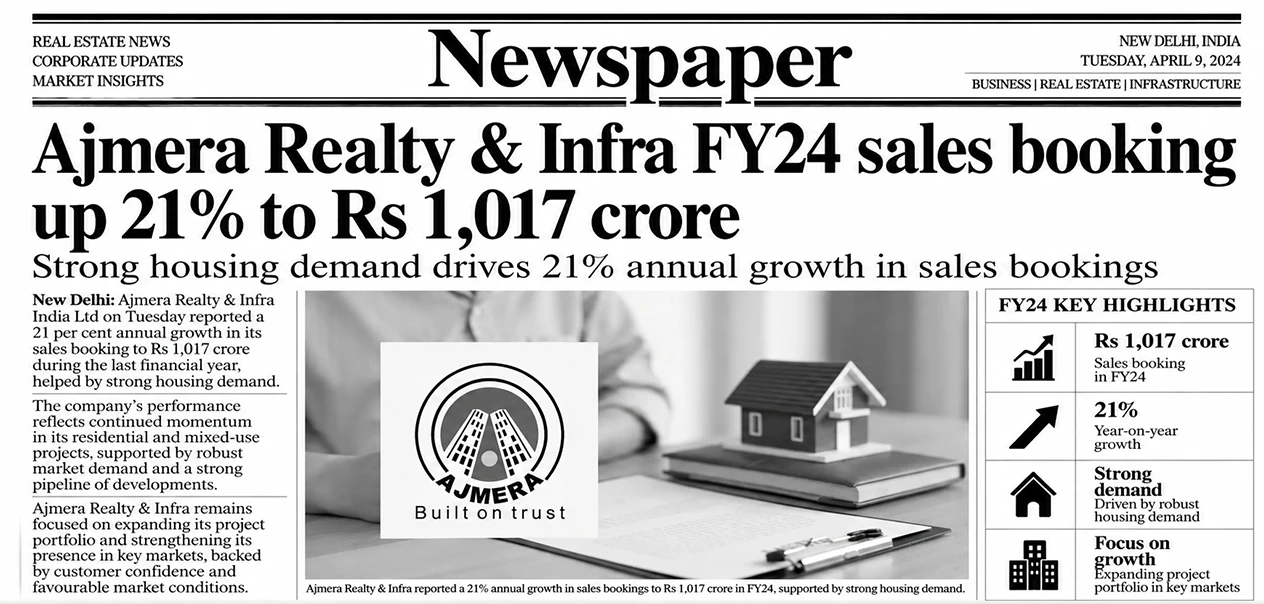 REAL ESTATE NEWS
CORPORATE UPDATES
MARKET INSIGHTS
Newspaper
NEW DELHI, INDIA
TUESDAY, APRIL 9, 2024
BUSINESS | REAL ESTATE | INFRASTRUCTURE
Ajmera Realty & Infra FY24 sales booking
up 21% to Rs 1,017 crore
Strong housing demand drives 21% annual growth in sales bookings
New Delhi: Ajmera Realty & Infra
India Ltd on Tuesday reported a
21 per cent annual growth in its
sales booking to Rs 1,017 crore
during the last financial year,
helped by strong housing demand.
The company's performance
reflects continued momentum
in its residential and mixed-use
projects, supported by robust
market demand and a strong
pipeline of developments.
Ajmera Realty & Infra remains
focused on expanding its project
portfolio and strengthening its
presence in key markets, backed
by customer confidence and
favourable market conditions.
AJMERA
Built on trust
Ajmera Realty & Infra reported a 21% annual growth in sales bookings to Rs 1,017 crore in FY24, supported by strong housing demand.
FY24 KEY HIGHLIGHTS
Rs 1,017 crore
Sales booking
in FY24
21%
Year-on-year
growth
Strong
demand
Driven by robust
housing demand
Focus on
growth
Expanding project
portfolio in key markets